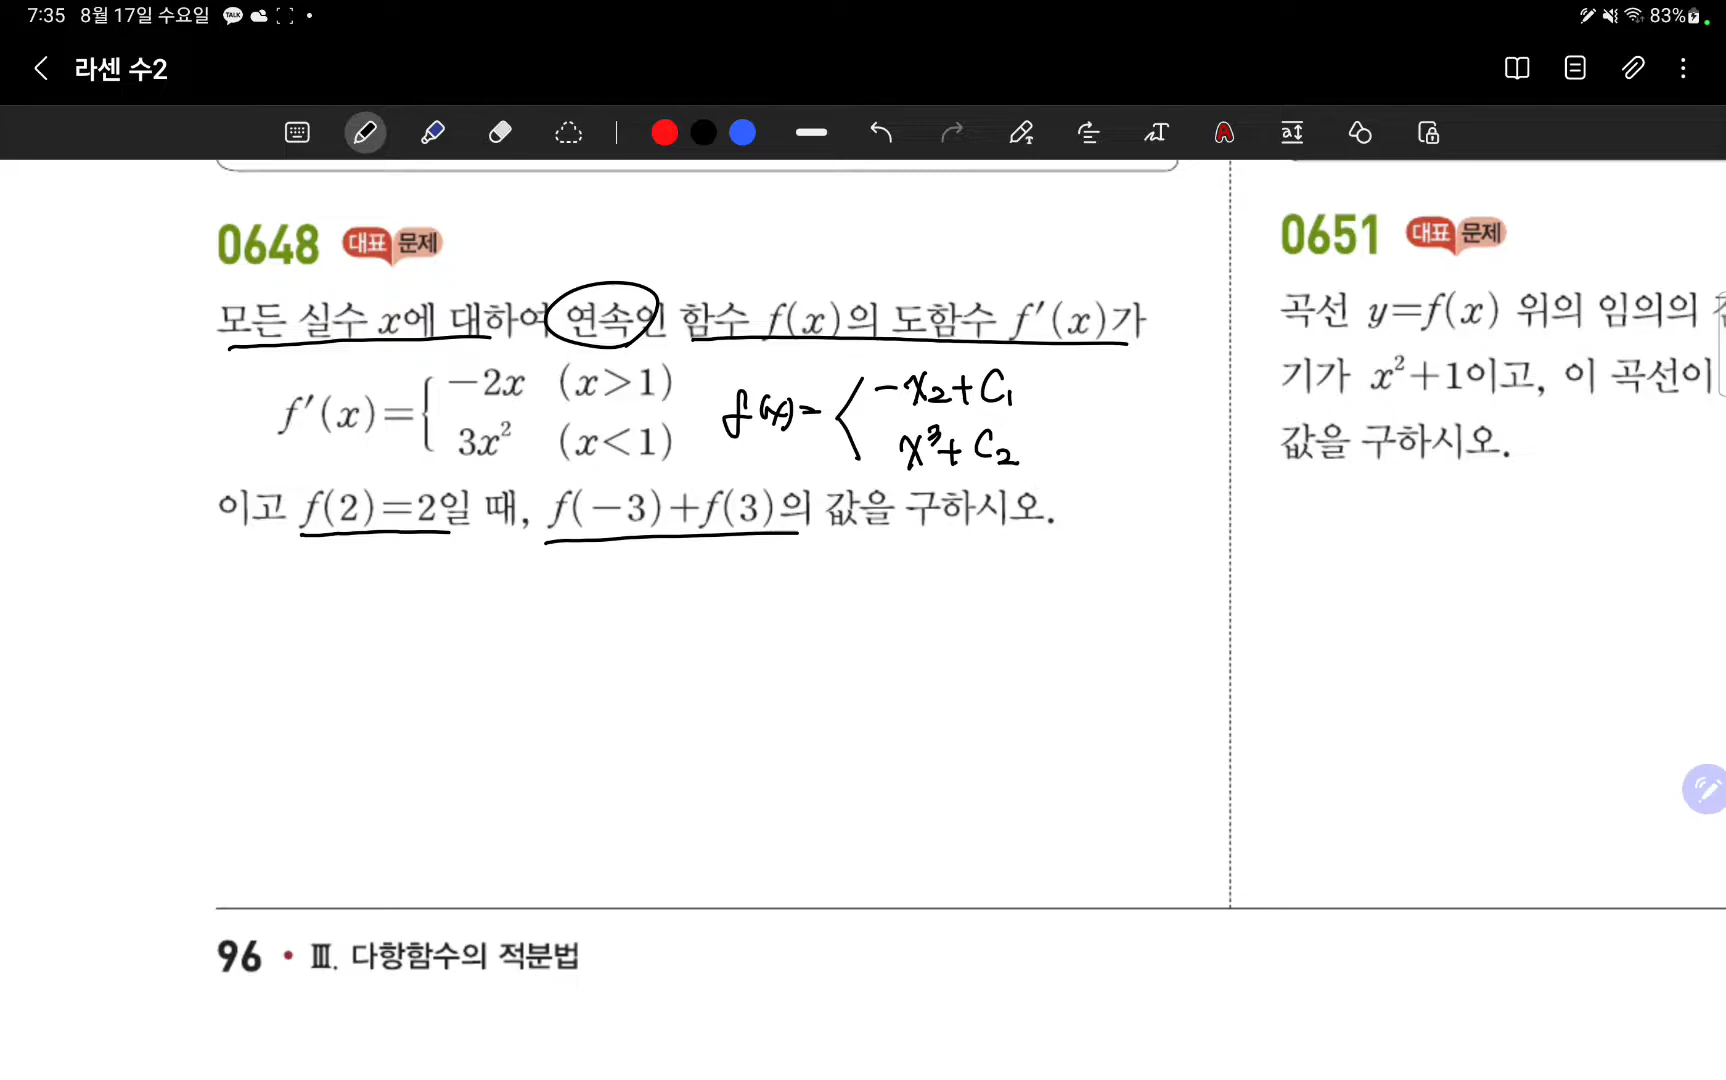 7:35 8월 17일 수요일 TALK 83%
라센 수2
0648 대표 문제
모든 실수 x에 대하여 연속인 함수 f(x)의 도함수 f′(x)가
f′(x)={ −2x (x>1)
3x² (x<1)
f(x)= −x2+C1
x³+C2
이고 f(2)=2일 때, f(−3)+f(3)의 값을 구하시오.
0651 대표 문제
곡선 y=f(x) 위의 임의의
기가 x²+1이고, 이 곡선이
값을 구하시오.
96 • Ⅲ. 다항함수의 적분법